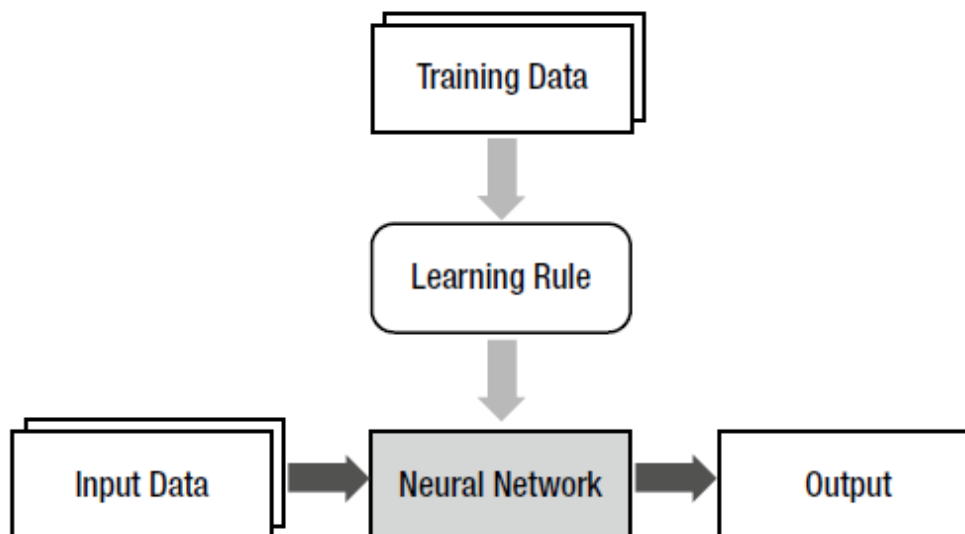 Training Data
Learning Rule
Input Data
Neural Network
Output